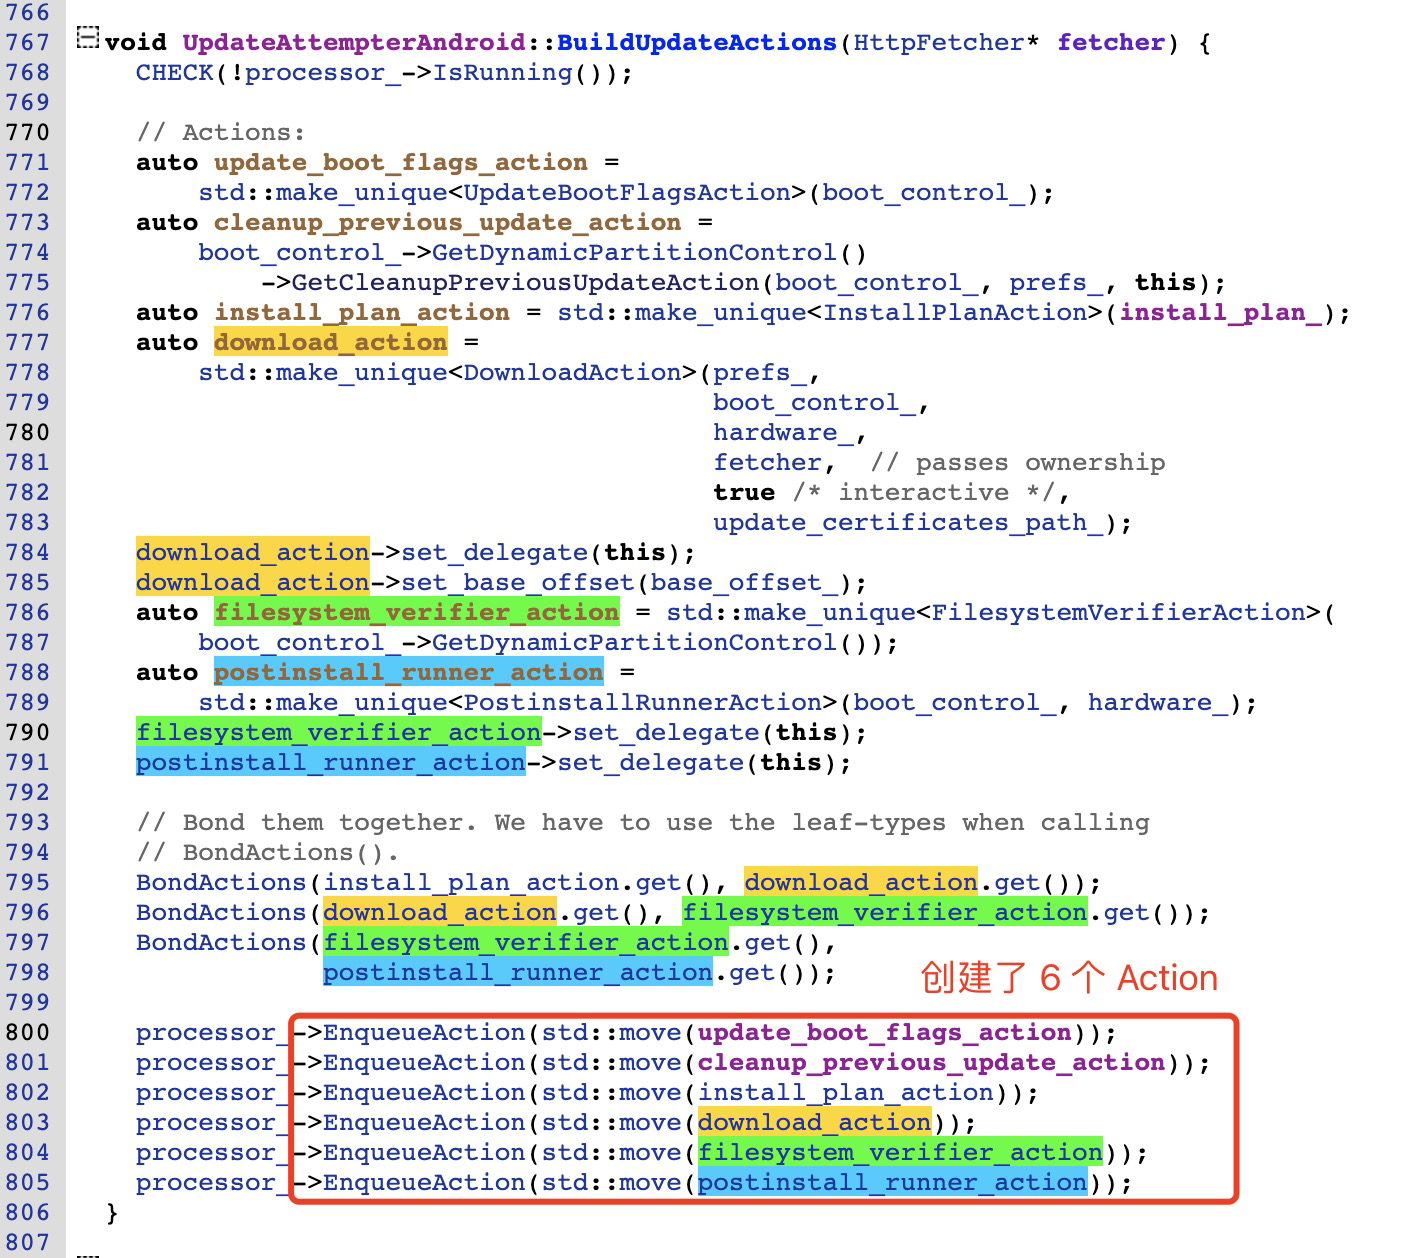 766
767 void UpdateAttempterAndroid::BuildUpdateActions(HttpFetcher* fetcher) {
768   CHECK(!processor_->IsRunning());
769
770   // Actions:
771   auto update_boot_flags_action =
772       std::make_unique<UpdateBootFlagsAction>(boot_control_);
773   auto cleanup_previous_update_action =
774       boot_control_->GetDynamicPartitionControl()
775           ->GetCleanupPreviousUpdateAction(boot_control_, prefs_, this);
776   auto install_plan_action = std::make_unique<InstallPlanAction>(install_plan_);
777   auto download_action =
778       std::make_unique<DownloadAction>(prefs_,
779                                        boot_control_,
780                                        hardware_,
781                                        fetcher,  // passes ownership
782                                        true /* interactive */,
783                                        update_certificates_path_);
784   download_action->set_delegate(this);
785   download_action->set_base_offset(base_offset_);
786   auto filesystem_verifier_action = std::make_unique<FilesystemVerifierAction>(
787       boot_control_->GetDynamicPartitionControl());
788   auto postinstall_runner_action =
789       std::make_unique<PostinstallRunnerAction>(boot_control_, hardware_);
790   filesystem_verifier_action->set_delegate(this);
791   postinstall_runner_action->set_delegate(this);
792
793   // Bond them together. We have to use the leaf-types when calling
794   // BondActions().
795   BondActions(install_plan_action.get(), download_action.get());
796   BondActions(download_action.get(), filesystem_verifier_action.get());
797   BondActions(filesystem_verifier_action.get(),
798               postinstall_runner_action.get());
创建了 6 个 Action
799
800   processor_->EnqueueAction(std::move(update_boot_flags_action));
801   processor_->EnqueueAction(std::move(cleanup_previous_update_action));
802   processor_->EnqueueAction(std::move(install_plan_action));
803   processor_->EnqueueAction(std::move(download_action));
804   processor_->EnqueueAction(std::move(filesystem_verifier_action));
805   processor_->EnqueueAction(std::move(postinstall_runner_action));
806 }
807